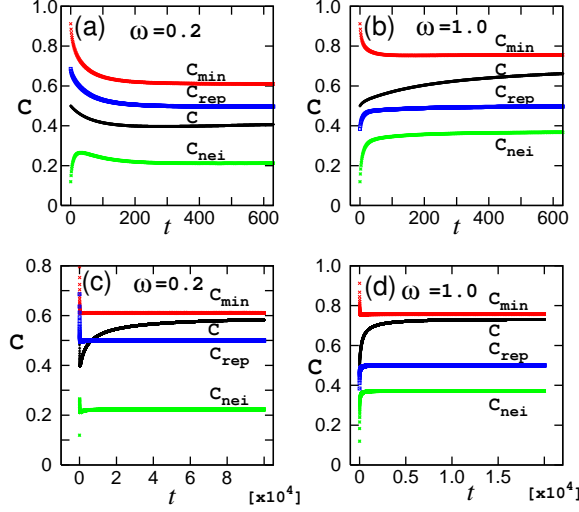 (a) ω=0.2
1.0
0.8
0.6
0.4
0.2
0
C
C_min
C_rep
C
C_nei
0 200 400 600
t
(b) ω=1.0
1.0
0.8
0.6
0.4
0.2
0
C_min
C
C_rep
C_nei
0 200 400 600
t
(c) ω=0.2
0.8
0.6
0.4
0.2
0
C
C_min
C
C_rep
C_nei
0 2 4 6 8
t [x10⁴]
(d) ω=1.0
1.0
0.8
0.6
0.4
0.2
0
C_min
C
C_rep
C_nei
0 0.5 1.0 1.5
t [x10⁴]